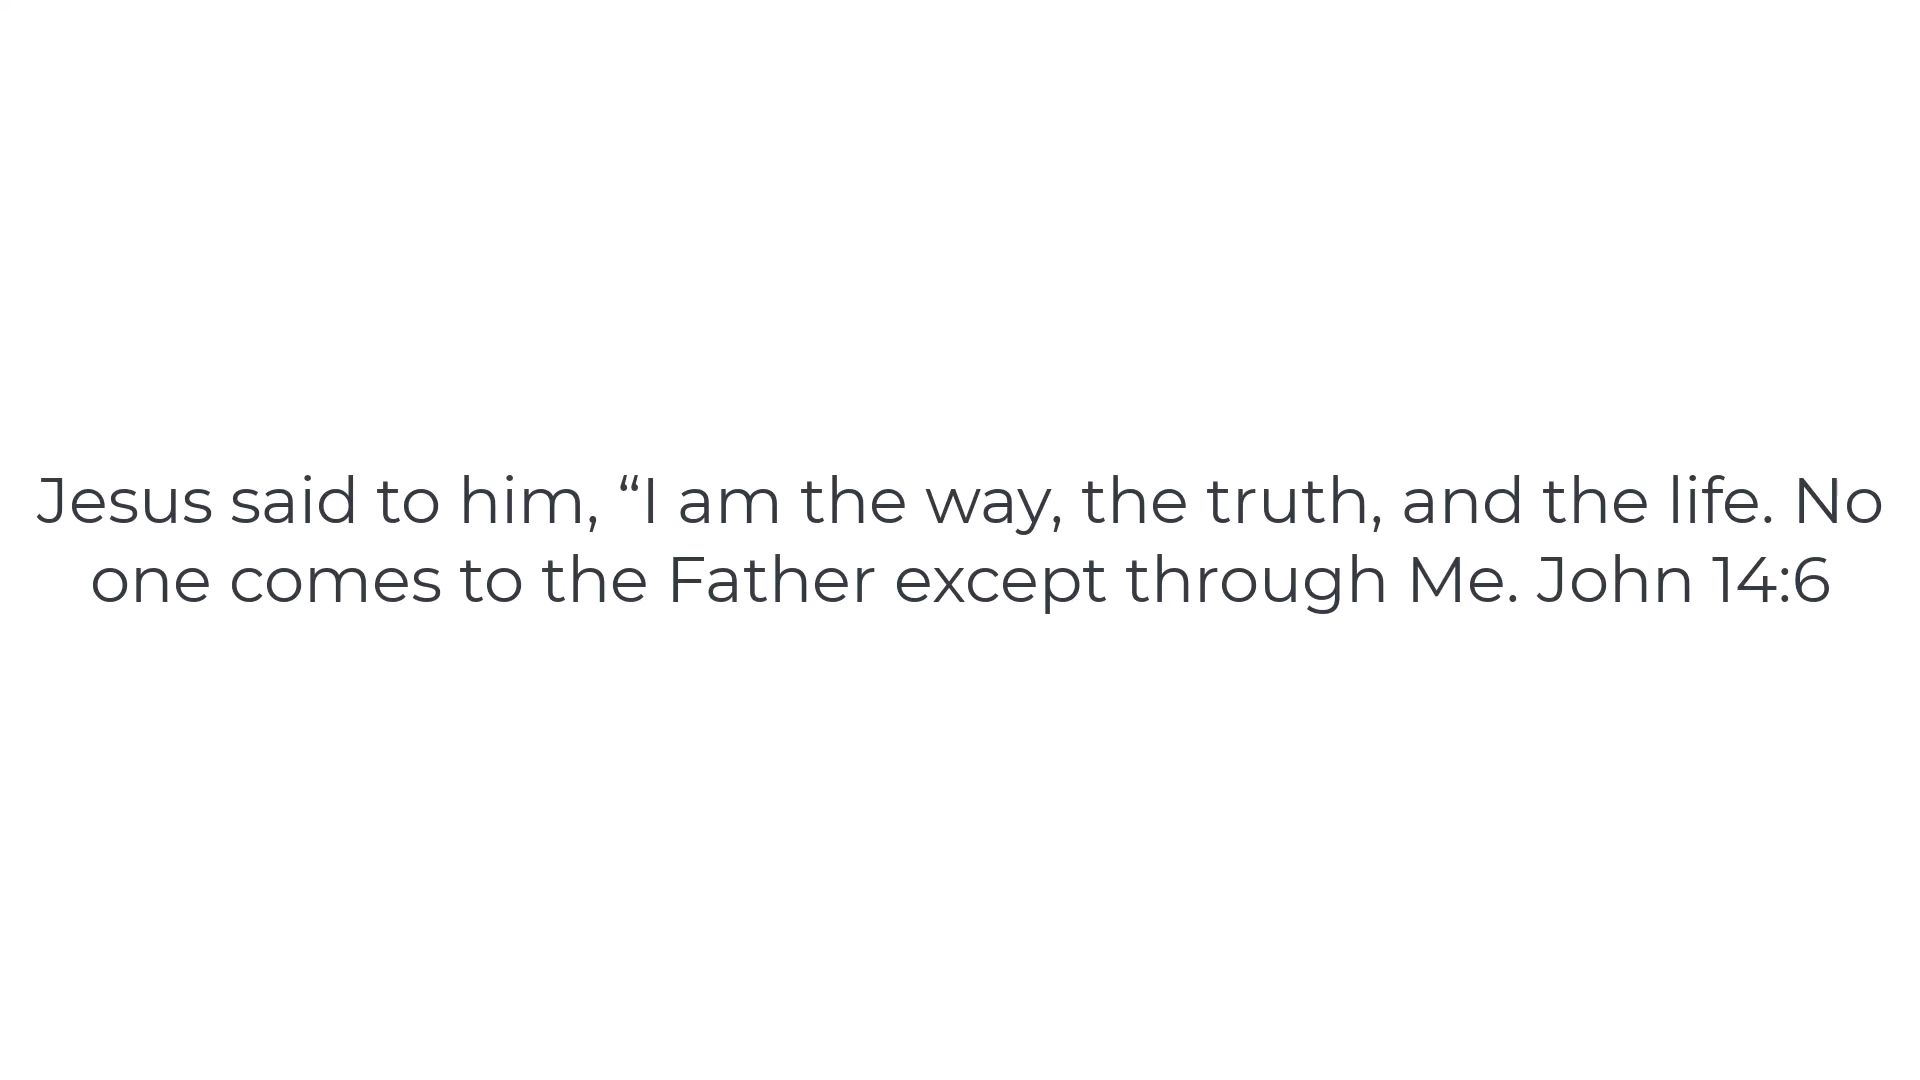 Jesus said to him, “I am the way, the truth, and the life. No
one comes to the Father except through Me. John 14:6